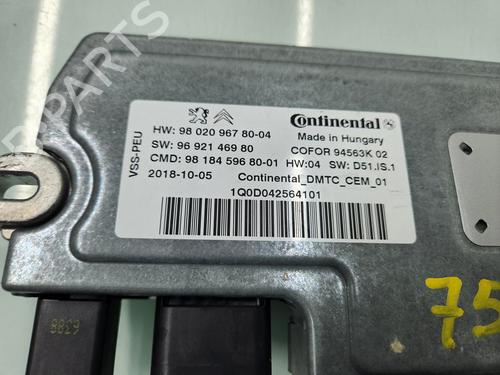 PARTS
HW: 98 020 967 80-04
SW: 96 921 469 80
CMD: 98 184 596 80-01
2018-10-05
VSS-PEU
Continental
Made in Hungary
COFOR 94563K 02
HW:04 SW: D51.IS.1
Continental_DMTC_CEM_01
1Q0D042564101
6388
75